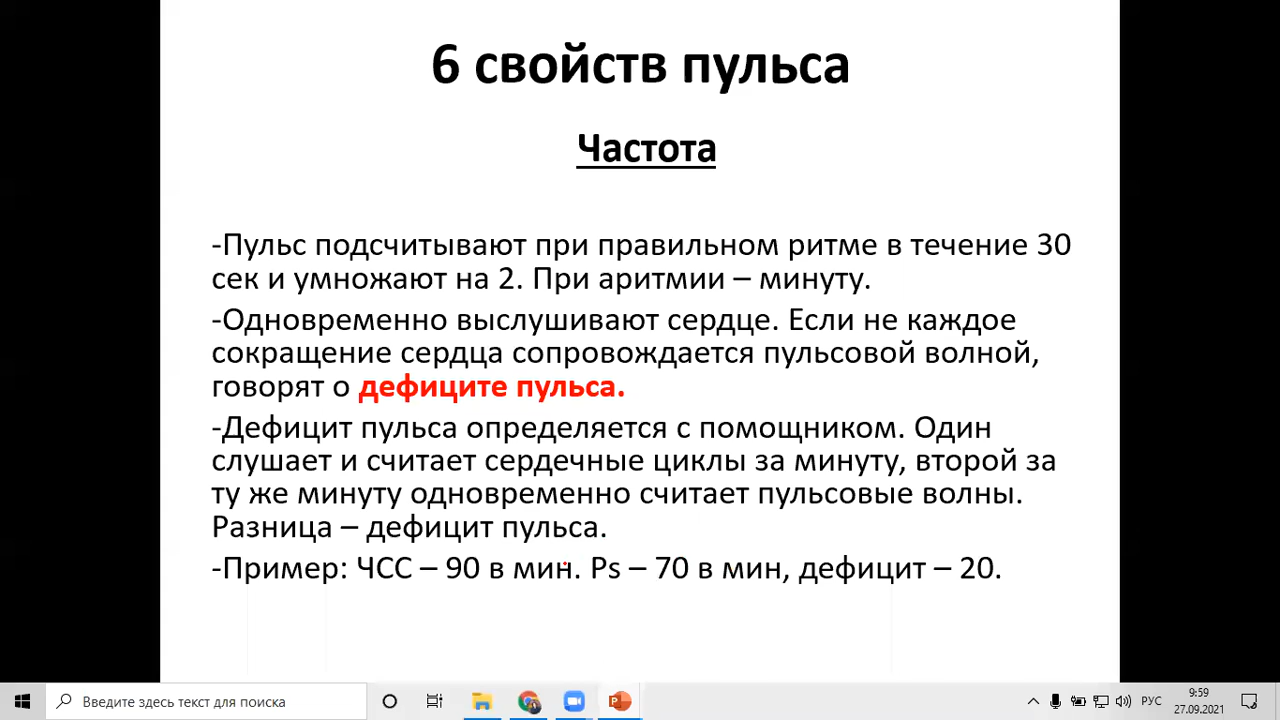 6 свойств пульса
Частота
-Пульс подсчитывают при правильном ритме в течение 30
сек и умножают на 2. При аритмии – минуту.
-Одновременно выслушивают сердце. Если не каждое
сокращение сердца сопровождается пульсовой волной,
говорят о дефиците пульса.
-Дефицит пульса определяется с помощником. Один
слушает и считает сердечные циклы за минуту, второй за
ту же минуту одновременно считает пульсовые волны.
Разница – дефицит пульса.
-Пример: ЧСС – 90 в мин. Ps – 70 в мин, дефицит – 20.
Введите здесь текст для поиска
РУС
9:59
27.09.2021